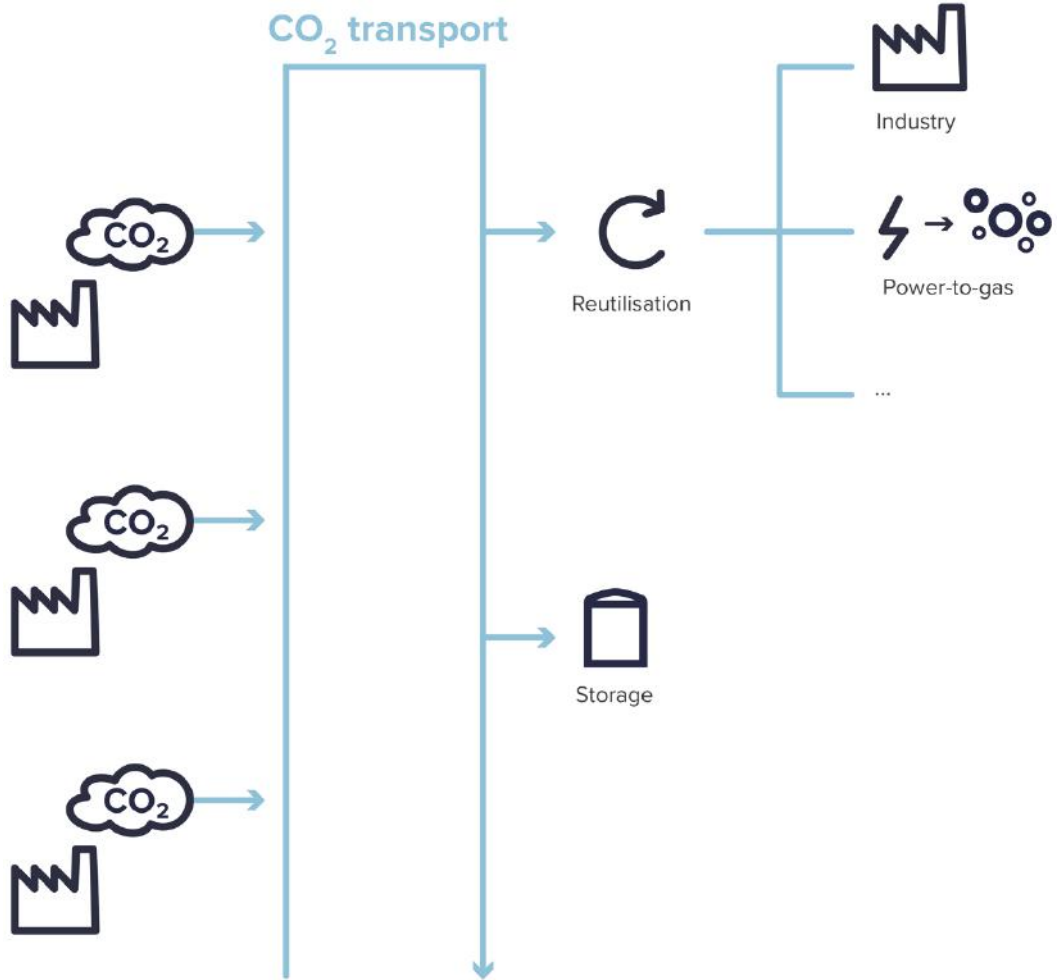 CO₂ transport
Industry
CO₂
Power-to-gas
Reutilisation
...
CO₂
Storage
CO₂